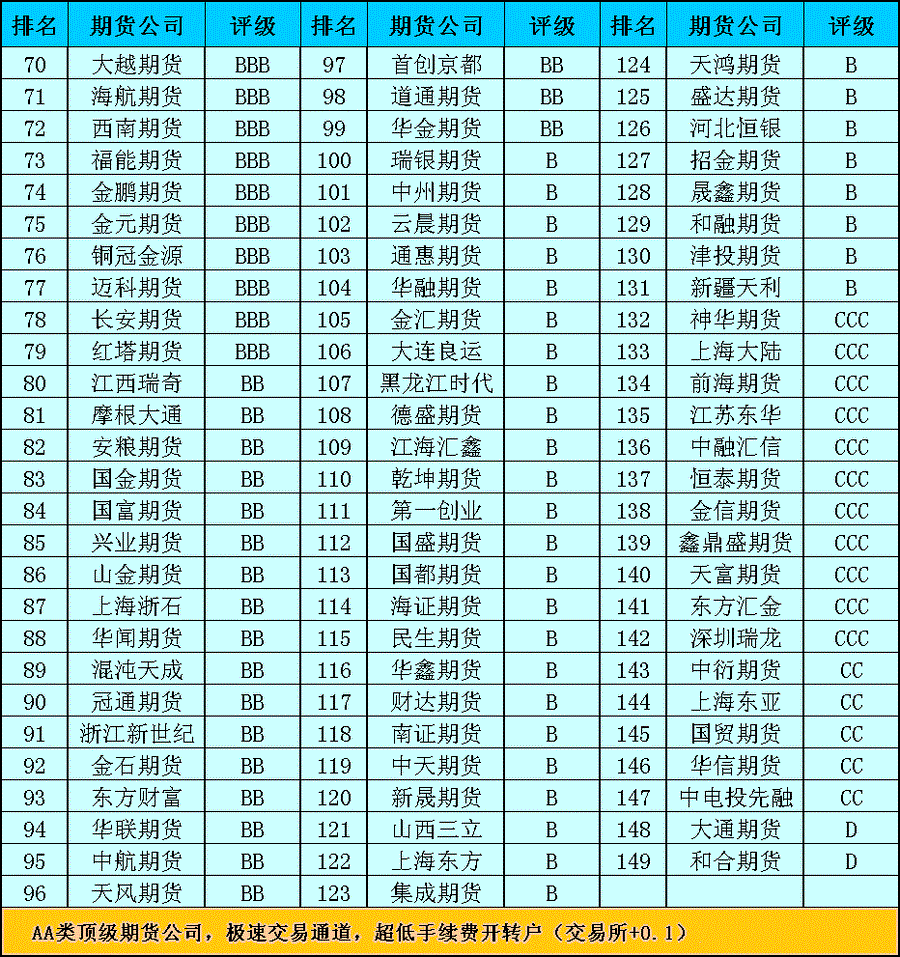 排名 期货公司 评级 排名 期货公司 评级 排名 期货公司 评级
70 大越期货 BBB 97 首创京都 BB 124 天鸿期货 B
71 海航期货 BBB 98 道通期货 BB 125 盛达期货 B
72 西南期货 BBB 99 华金期货 BB 126 河北恒银 B
73 福能期货 BBB 100 瑞银期货 B 127 招金期货 B
74 金鹏期货 BBB 101 中州期货 B 128 晟鑫期货 B
75 金元期货 BBB 102 云晨期货 B 129 和融期货 B
76 铜冠金源 BBB 103 通惠期货 B 130 津投期货 B
77 迈科期货 BBB 104 华融期货 B 131 新疆天利 B
78 长安期货 BBB 105 金汇期货 B 132 神华期货 CCC
79 红塔期货 BBB 106 大连良运 B 133 上海大陆 CCC
80 江西瑞奇 BB 107 黑龙江时代 B 134 前海期货 CCC
81 摩根大通 BB 108 德盛期货 B 135 江苏东华 CCC
82 安粮期货 BB 109 江海汇鑫 B 136 中融汇信 CCC
83 国金期货 BB 110 乾坤期货 B 137 恒泰期货 CCC
84 国富期货 BB 111 第一创业 B 138 金信期货 CCC
85 兴业期货 BB 112 国盛期货 B 139 鑫鼎盛期货 CCC
86 山金期货 BB 113 国都期货 B 140 天富期货 CCC
87 上海浙石 BB 114 海证期货 B 141 东方汇金 CCC
88 华闻期货 BB 115 民生期货 B 142 深圳瑞龙 CCC
89 混沌天成 BB 116 华鑫期货 B 143 中衍期货 CC
90 冠通期货 BB 117 财达期货 B 144 上海东亚 CC
91 浙江新世纪 BB 118 南证期货 B 145 国贸期货 CC
92 金石期货 BB 119 中天期货 B 146 华信期货 CC
93 东方财富 BB 120 新晟期货 B 147 中电投先融 CC
94 华联期货 BB 121 山西三立 B 148 大通期货 D
95 中航期货 BB 122 上海东方 B 149 和合期货 D
96 天风期货 BB 123 集成期货 B
AA类顶级期货公司，极速交易通道，超低手续费开转户（交易所+0.1）